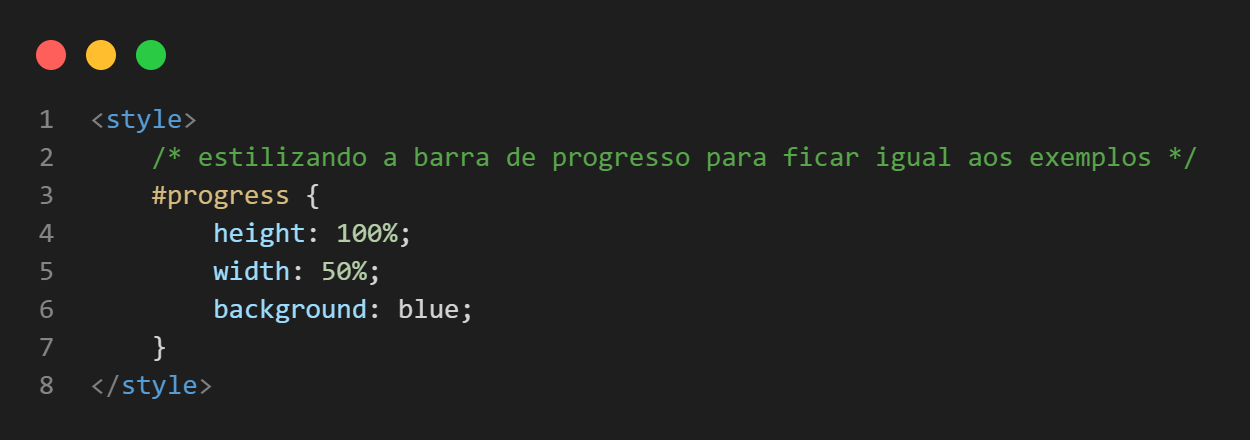 1 <style>
2 /* estilizando a barra de progresso para ficar igual aos exemplos */
3 #progress {
4 height: 100%;
5 width: 50%;
6 background: blue;
7 }
8 </style>